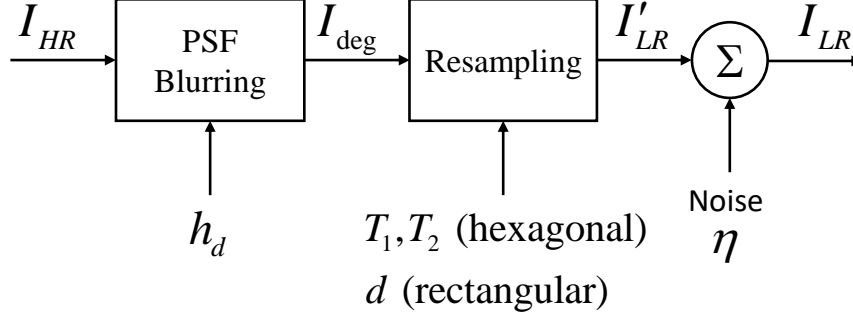 I_HR
PSF
Blurring
I_deg
Resampling
I'_LR
Σ
I_LR
h_d
T_1, T_2 (hexagonal)
d (rectangular)
Noise
η